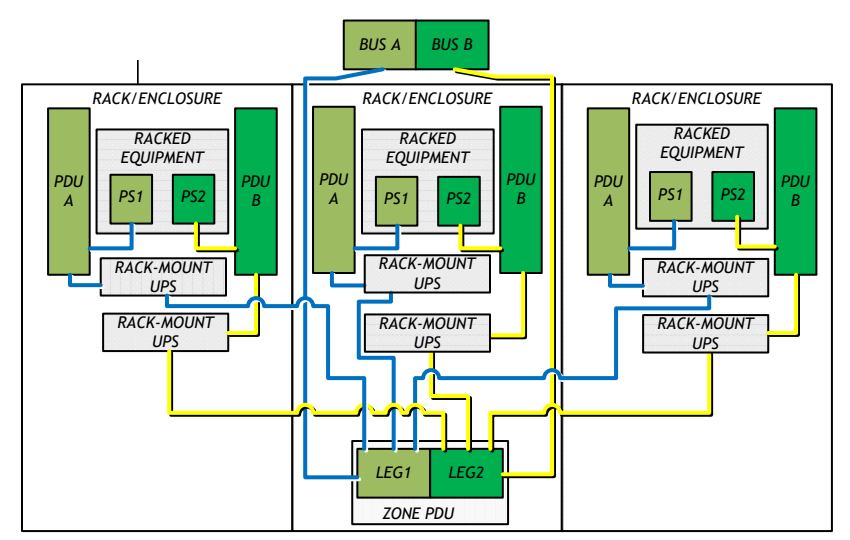 BUS A
BUS B
RACK/ENCLOSURE
RACK/ENCLOSURE
RACK/ENCLOSURE
PDU
A
RACKED
EQUIPMENT
PS1
PS2
PDU
B
RACK-MOUNT
UPS
RACK-MOUNT
UPS
PDU
A
RACKED
EQUIPMENT
PS1
PS2
PDU
B
RACK-MOUNT
UPS
RACK-MOUNT
UPS
PDU
A
RACKED
EQUIPMENT
PS1
PS2
PDU
B
RACK-MOUNT
UPS
RACK-MOUNT
UPS
LEG1
LEG2
ZONE PDU